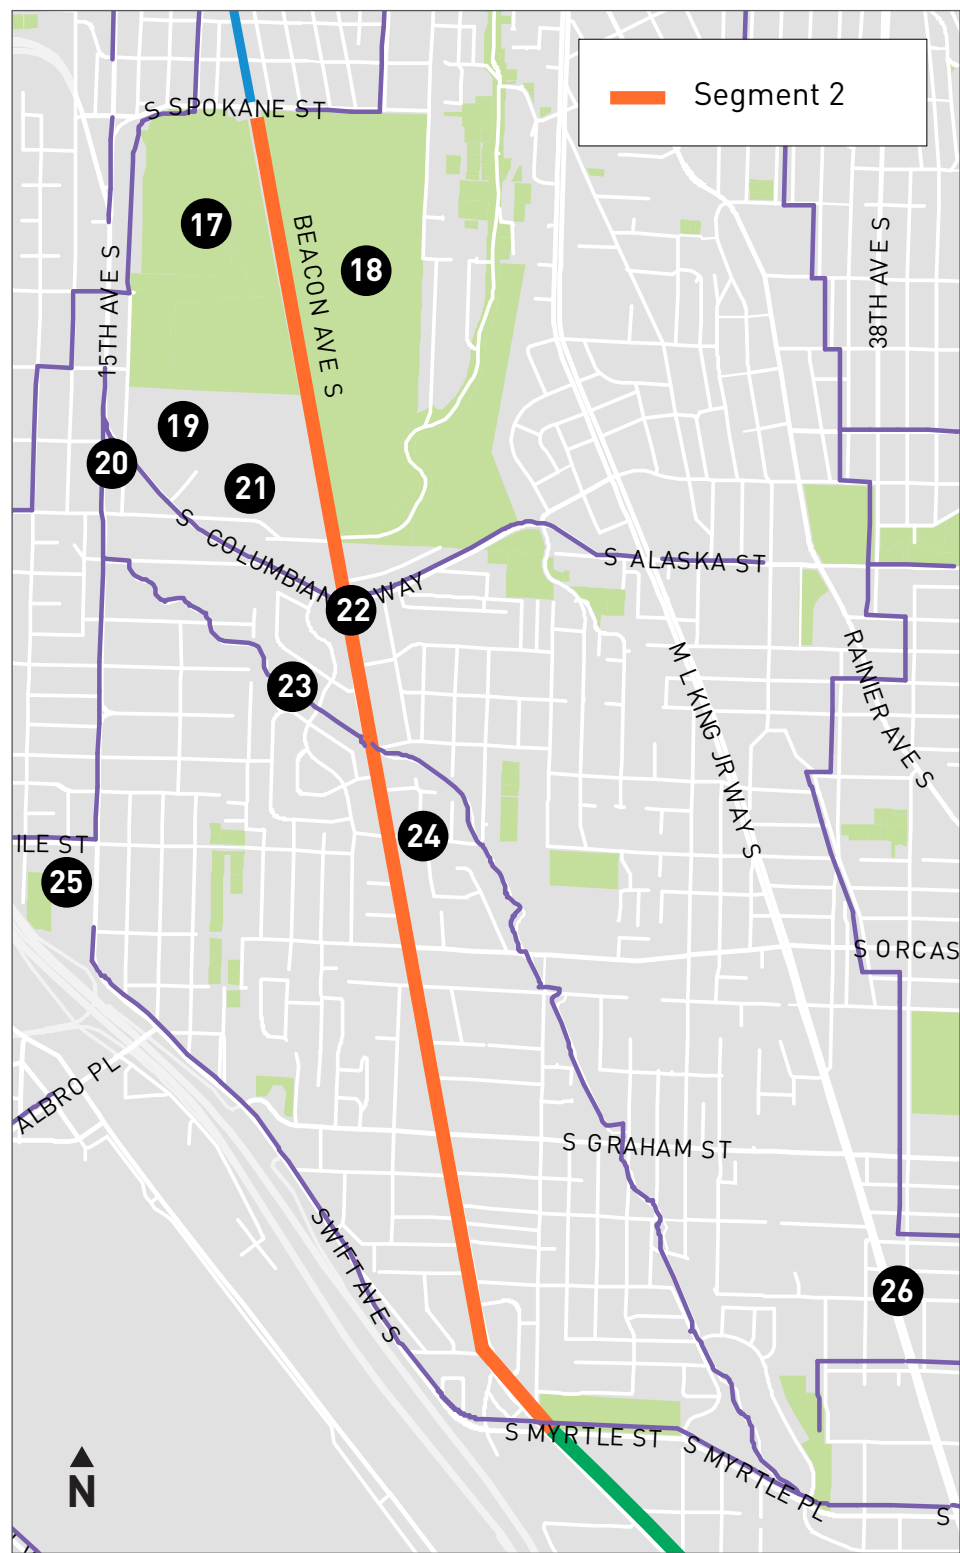 Segment 2
S SPOKANE ST
17
BEACON AVE S
18
15TH AVE S
38TH AVE S
19
20
21
S COLUMBIAN WAY
S ALASKA ST
22
23
M L KING JR WAY S
RAINIER AVE S
24
ILE ST
25
S ORCAS
ALBRO PL
S GRAHAM ST
SWIFT AVE S
26
S MYRTLE ST
S MYRTLE PL
S
N